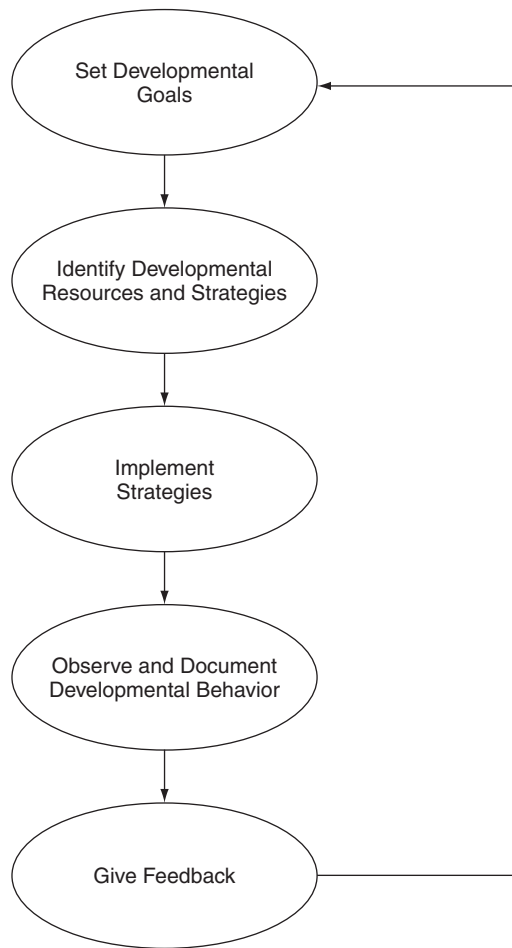 Set Developmental
Goals
Identify Developmental
Resources and Strategies
Implement
Strategies
Observe and Document
Developmental Behavior
Give Feedback